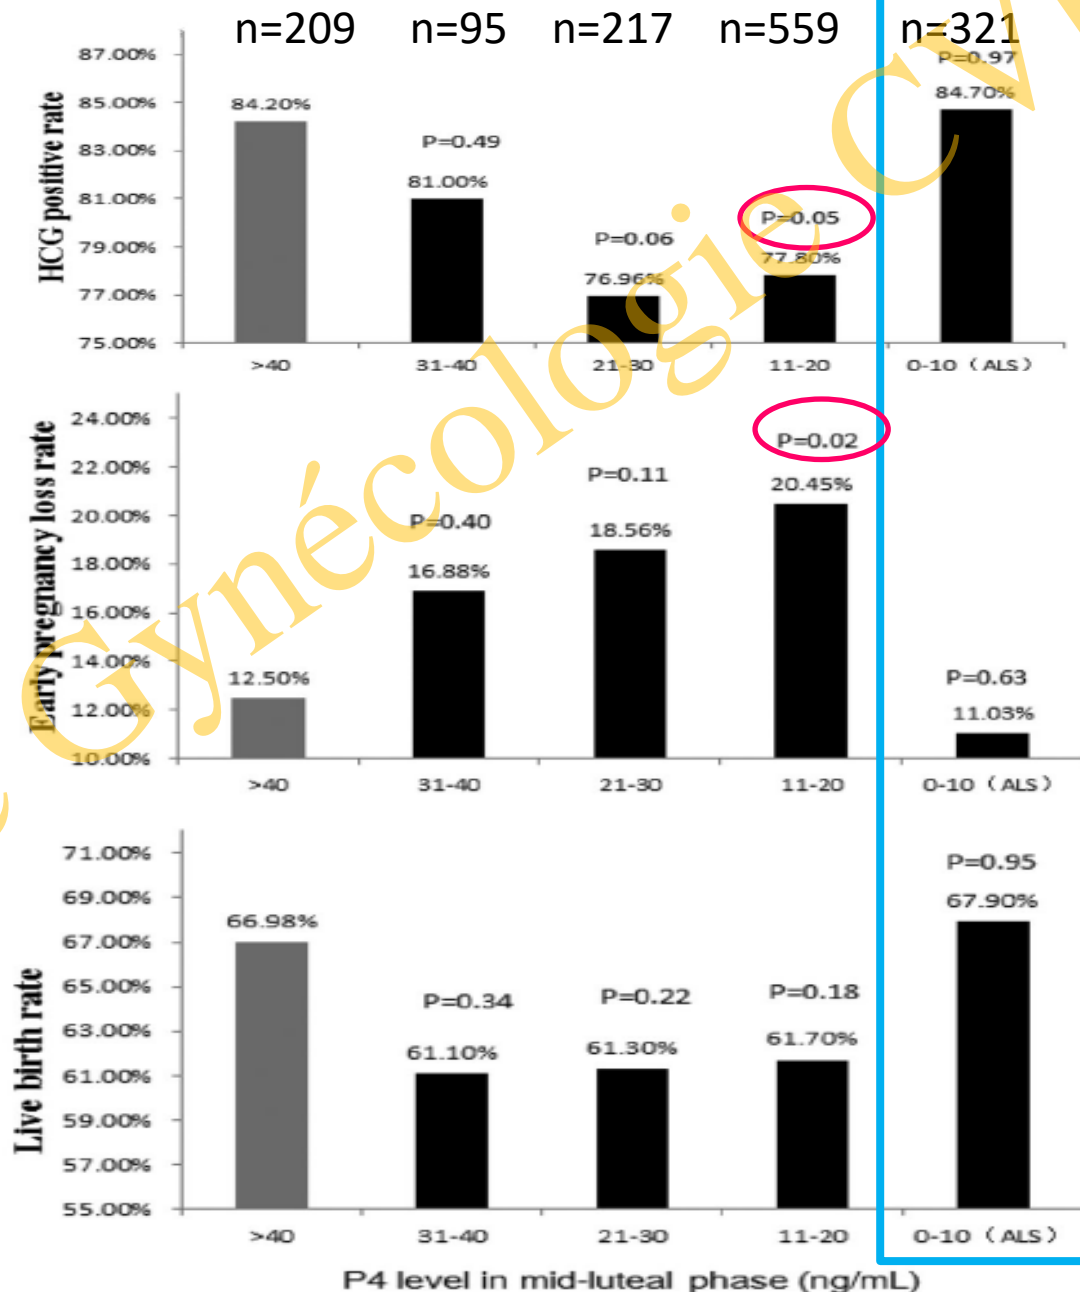 n=209 n=95 n=217 n=559 n=321
HCG positive rate
87.00%
85.00%
83.00%
81.00%
79.00%
77.00%
75.00%
84.20%
P=0.49
81.00%
P=0.06
76.96%
P=0.05
77.80%
P=0.97
84.70%
>40 31-40 21-30 11-20 0-10 (ALS)
Early pregnancy loss rate
24.00%
22.00%
20.00%
18.00%
16.00%
14.00%
12.00%
10.00%
12.50%
P=0.40
16.88%
P=0.11
18.56%
P=0.02
20.45%
P=0.63
11.03%
>40 31-40 21-30 11-20 0-10 (ALS)
Live birth rate
71.00%
69.00%
67.00%
65.00%
63.00%
61.00%
59.00%
57.00%
55.00%
66.98%
P=0.34
61.10%
P=0.22
61.30%
P=0.18
61.70%
P=0.95
67.90%
>40 31-40 21-30 11-20 0-10 (ALS)
P4 level in mid-luteal phase (ng/mL)
Gynécologie CV